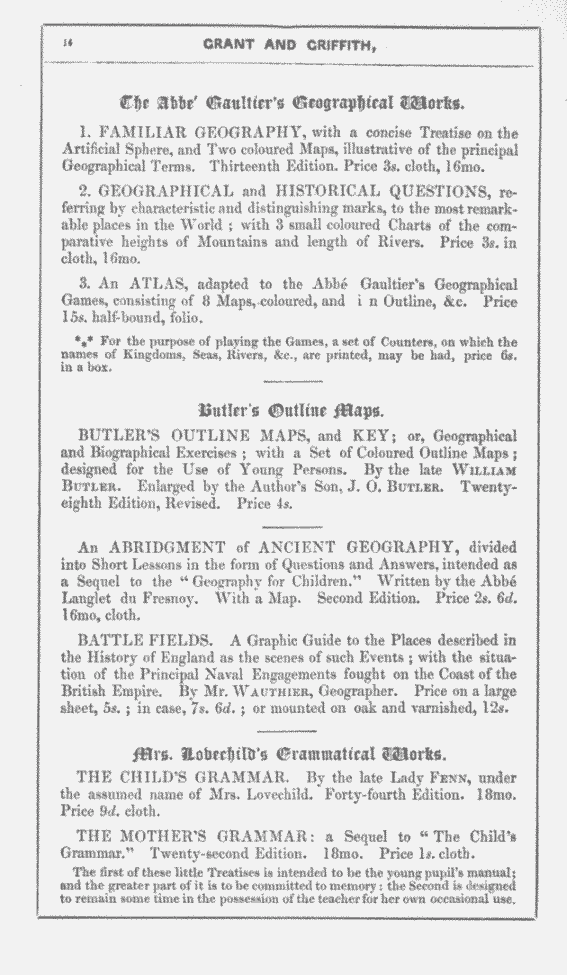 14
GRANT AND GRIFFITH,
The Abbe' Gaultier's Geographical Works.
1. FAMILIAR GEOGRAPHY, with a concise Treatise on the
Artificial Sphere, and Two coloured Maps, illustrative of the principal
Geographical Terms. Thirteenth Edition. Price 3s. cloth, 16mo.
2. GEOGRAPHICAL and HISTORICAL QUESTIONS, re-
ferring by characteristic and distinguishing marks, to the most remark-
able places in the World ; with 3 small coloured Charts of the com-
parative heights of Mountains and length of Rivers. Price 3s. in
cloth, 16mo.
3. An ATLAS, adapted to the Abbé Gaultier's Geographical
Games, consisting of 8 Maps, coloured, and i n Outline, &c. Price
15s. half-bound, folio.
*⁎* For the purpose of playing the Games, a set of Counters, on which the
names of Kingdoms, Seas, Rivers, &c., are printed, may be had, price 6s.
in a box.
Butler's Outline Maps.
BUTLER'S OUTLINE MAPS, and KEY; or, Geographical
and Biographical Exercises ; with a Set of Coloured Outline Maps ;
designed for the Use of Young Persons. By the late WILLIAM
BUTLER. Enlarged by the Author's Son, J. O. BUTLER. Twenty-
eighth Edition, Revised. Price 4s.
An ABRIDGMENT of ANCIENT GEOGRAPHY, divided
into Short Lessons in the form of Questions and Answers, intended as
a Sequel to the "Geography for Children." Written by the Abbé
Langlet du Fresnoy. With a Map. Second Edition. Price 2s. 6d.
16mo, cloth.
BATTLE FIELDS. A Graphic Guide to the Places described in
the History of England as the scenes of such Events ; with the situa-
tion of the Principal Naval Engagements fought on the Coast of the
British Empire. By Mr. WAUTHIER, Geographer. Price on a large
sheet, 5s. ; in case, 7s. 6d. ; or mounted on oak and varnished, 12s.
Mrs. Lovechild's Grammatical Works.
THE CHILD'S GRAMMAR. By the late Lady FENN, under
the assumed name of Mrs. Lovechild. Forty-fourth Edition. 18mo.
Price 9d. cloth.
THE MOTHER'S GRAMMAR: a Sequel to "The Child's
Grammar." Twenty-second Edition. 18mo. Price 1s. cloth.
The first of these little Treatises is intended to be the young pupil's manual;
and the greater part of it is to be committed to memory: the Second is designed
to remain some time in the possession of the teacher for her own occasional use.